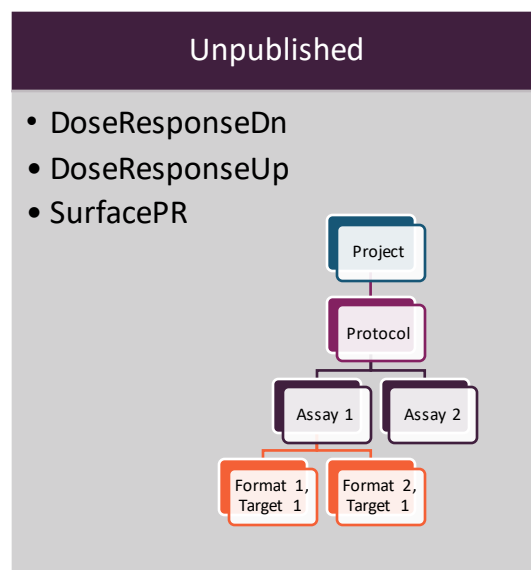 Unpublished
• DoseResponseDn
• DoseResponseUp
• SurfacePR
Project
Protocol
Assay 1
Assay 2
Format 1,
Target 1
Format 2,
Target 1